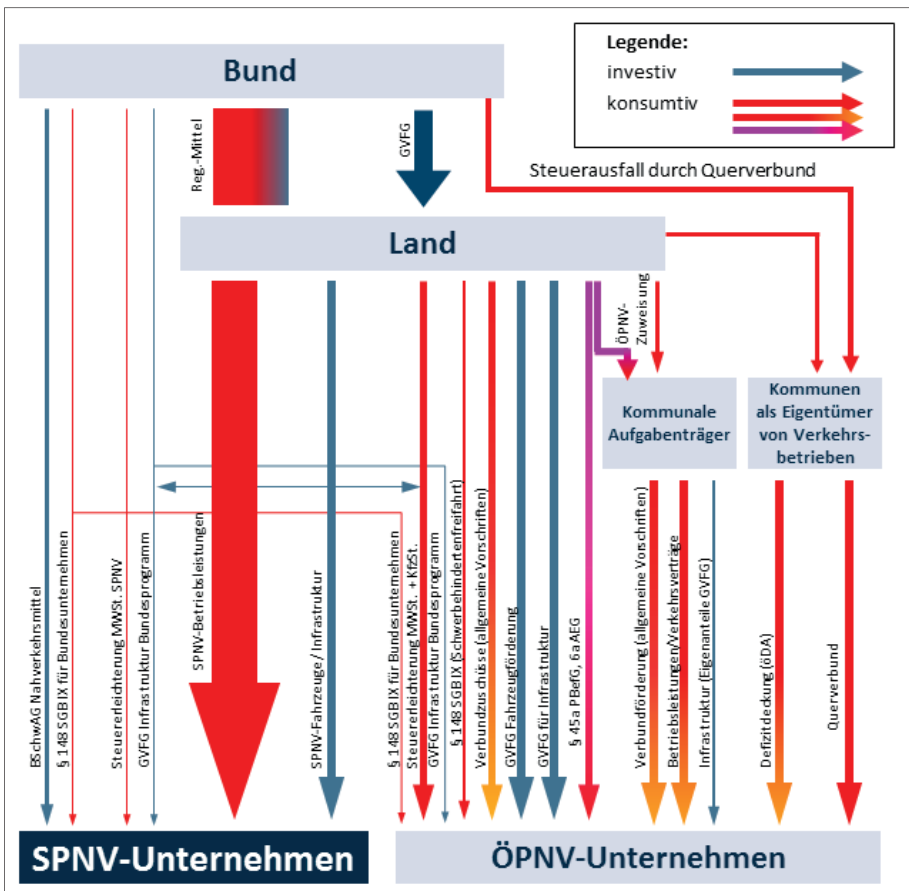 Legende:
investiv
konsumtiv
Bund
Reg.-Mittel
GVFG
Steuerausfall durch Querverbund
Land
ÖPNV-
Zuweisung
Kommunale
Aufgabenträger
Kommunen
als Eigentümer
von Verkehrs-
betrieben
BSchwAG Nahverkehrsmittel
§ 148 SGB IX für Bundesunternehmen
Steuererleichterung MWSt. SPNV
GVFG Infrastruktur Bundesprogramm
SPNV-Betriebsleistungen
SPNV-Fahrzeuge / Infrastruktur
§ 148 SGB IX für Bundesunternehmen
Steuererleichterung MWSt. + KfzSt.
GVFG Infrastruktur Bundesprogramm
§ 148 SGB IX (Schwerbehindertenfreifahrt)
Verbundzuschüsse (allgemeine Vorschriften)
GVFG Fahrzeugförderung
GVFG für Infrastruktur
§ 45a PBefG, 6a AEG
Verbundförderung (allgemeine Vorschriften)
Betriebsleistungen/Verkehrsverträge
Infrastruktur (Eigenanteile GVFG)
Defizitdeckung (öDA)
Querverbund
SPNV-Unternehmen
ÖPNV-Unternehmen